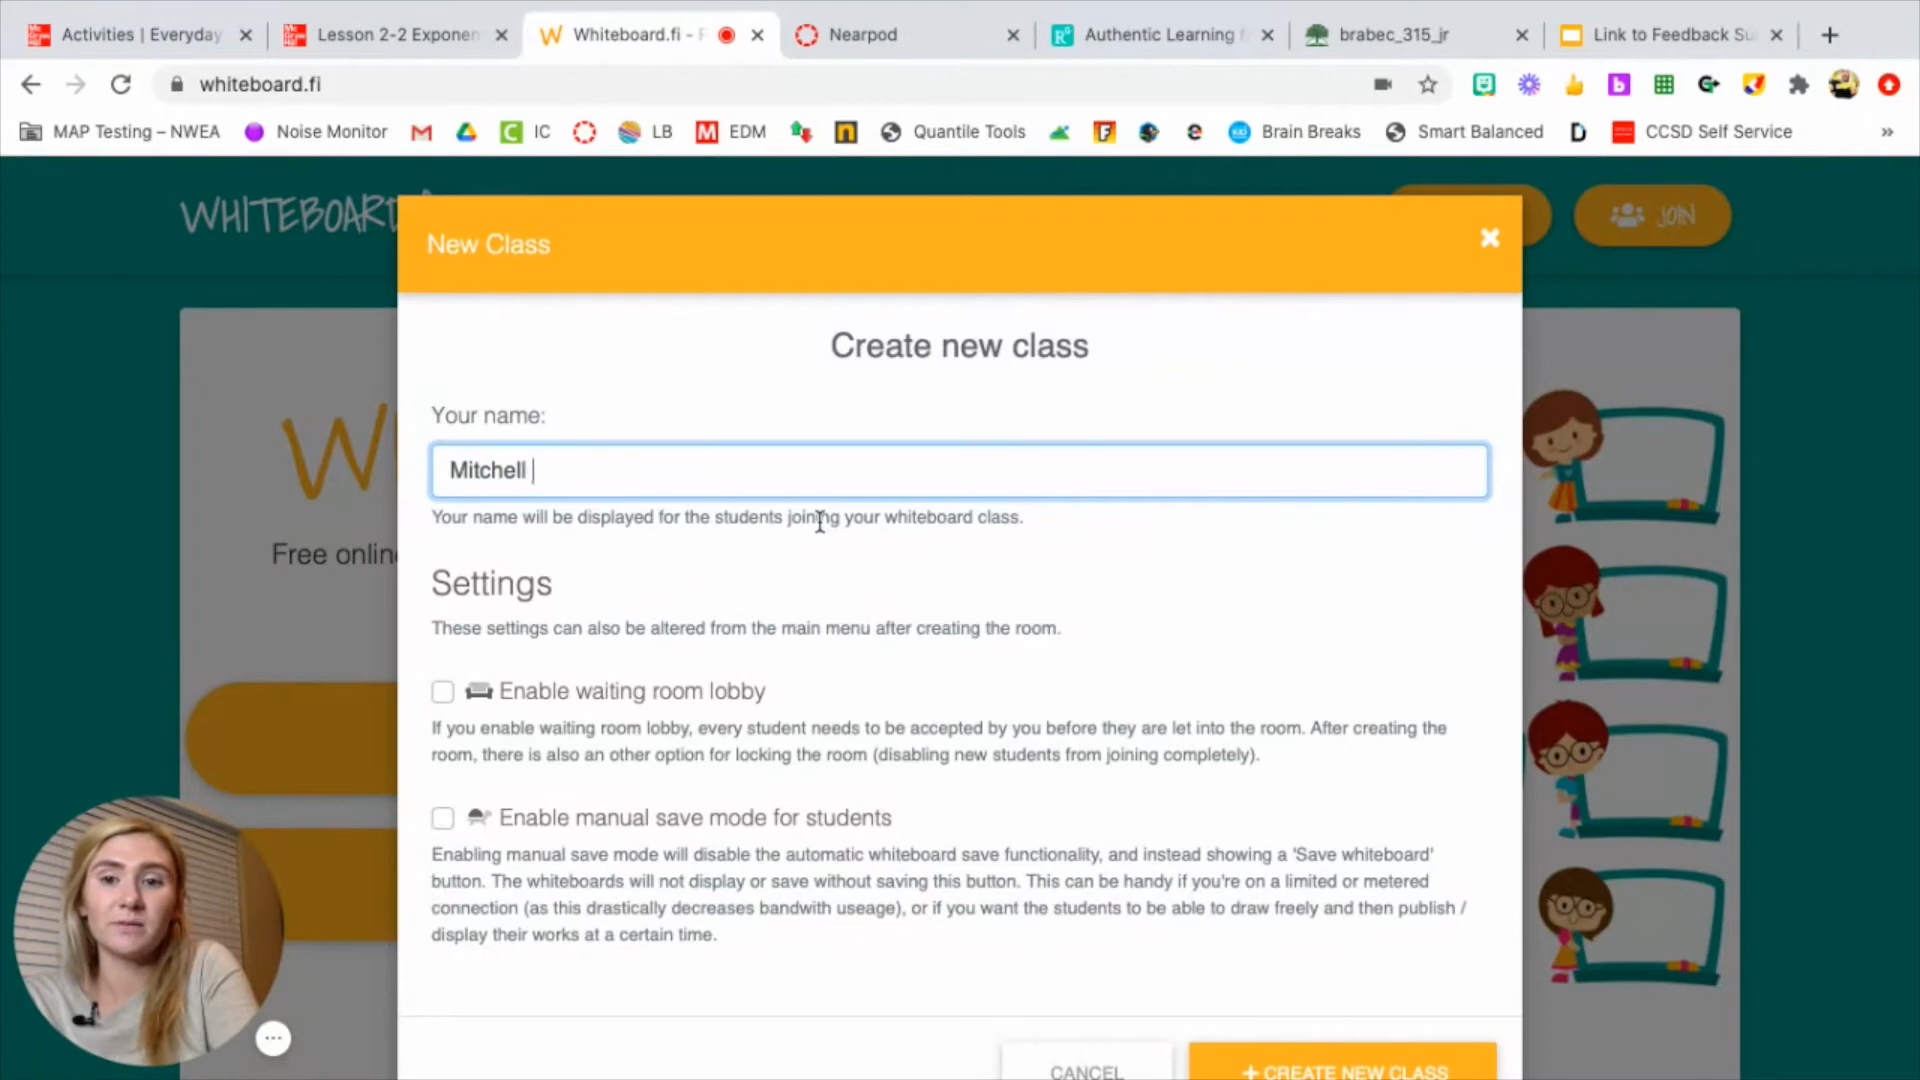 Activities | Everyday
Lesson 2-2 Exponen
Whiteboard.fi - F
Nearpod
Authentic Learning f
brabec_315_jr
Link to Feedback Su
whiteboard.fi
MAP Testing – NWEA
Noise Monitor
IC
LB
EDM
Quantile Tools
Brain Breaks
Smart Balanced
CCSD Self Service
»
WHITEBOARD
JOIN
New Class
Create new class
Your name:
Mitchell
Your name will be displayed for the students joining your whiteboard class.
Free onlin
Settings
These settings can also be altered from the main menu after creating the room.
Enable waiting room lobby
If you enable waiting room lobby, every student needs to be accepted by you before they are let into the room. After creating the
room, there is also an other option for locking the room (disabling new students from joining completely).
Enable manual save mode for students
Enabling manual save mode will disable the automatic whiteboard save functionality, and instead showing a 'Save whiteboard'
button. The whiteboards will not display or save without saving this button. This can be handy if you're on a limited or metered
connection (as this drastically decreases bandwith useage), or if you want the students to be able to draw freely and then publish /
display their works at a certain time.
CANCEL
+ CREATE NEW CLASS